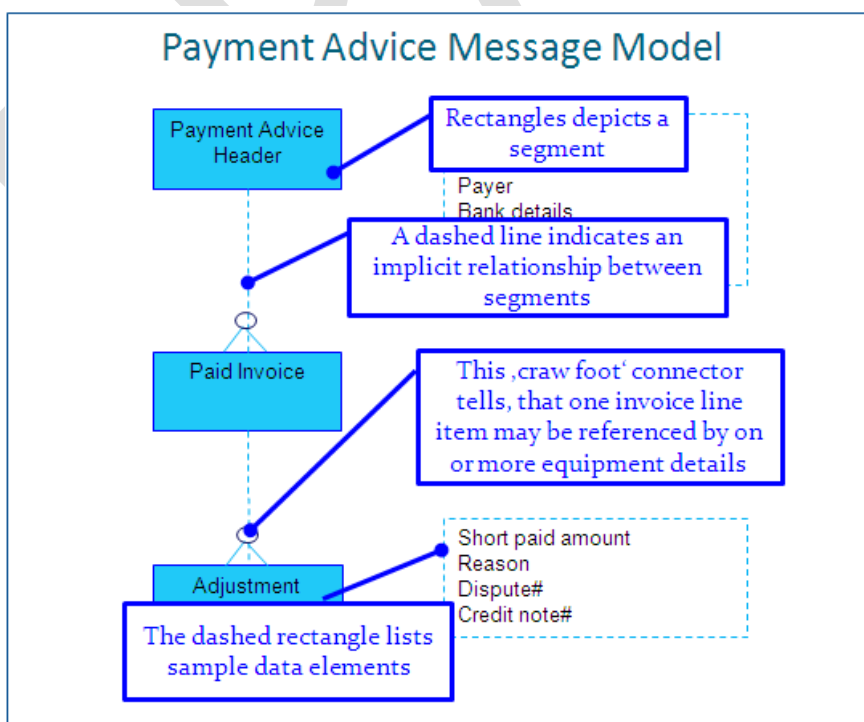 Payment Advice Message Model
Payment Advice
Header
Rectangles depicts a
segment
Payer
Bank details
A dashed line indicates an
implicit relationship between
segments
Paid Invoice
This ‚craw foot‘ connector
tells, that one invoice line
item may be referenced by on
or more equipment details
Short paid amount
Reason
Dispute#
Credit note#
Adjustment
The dashed rectangle lists
sample data elements